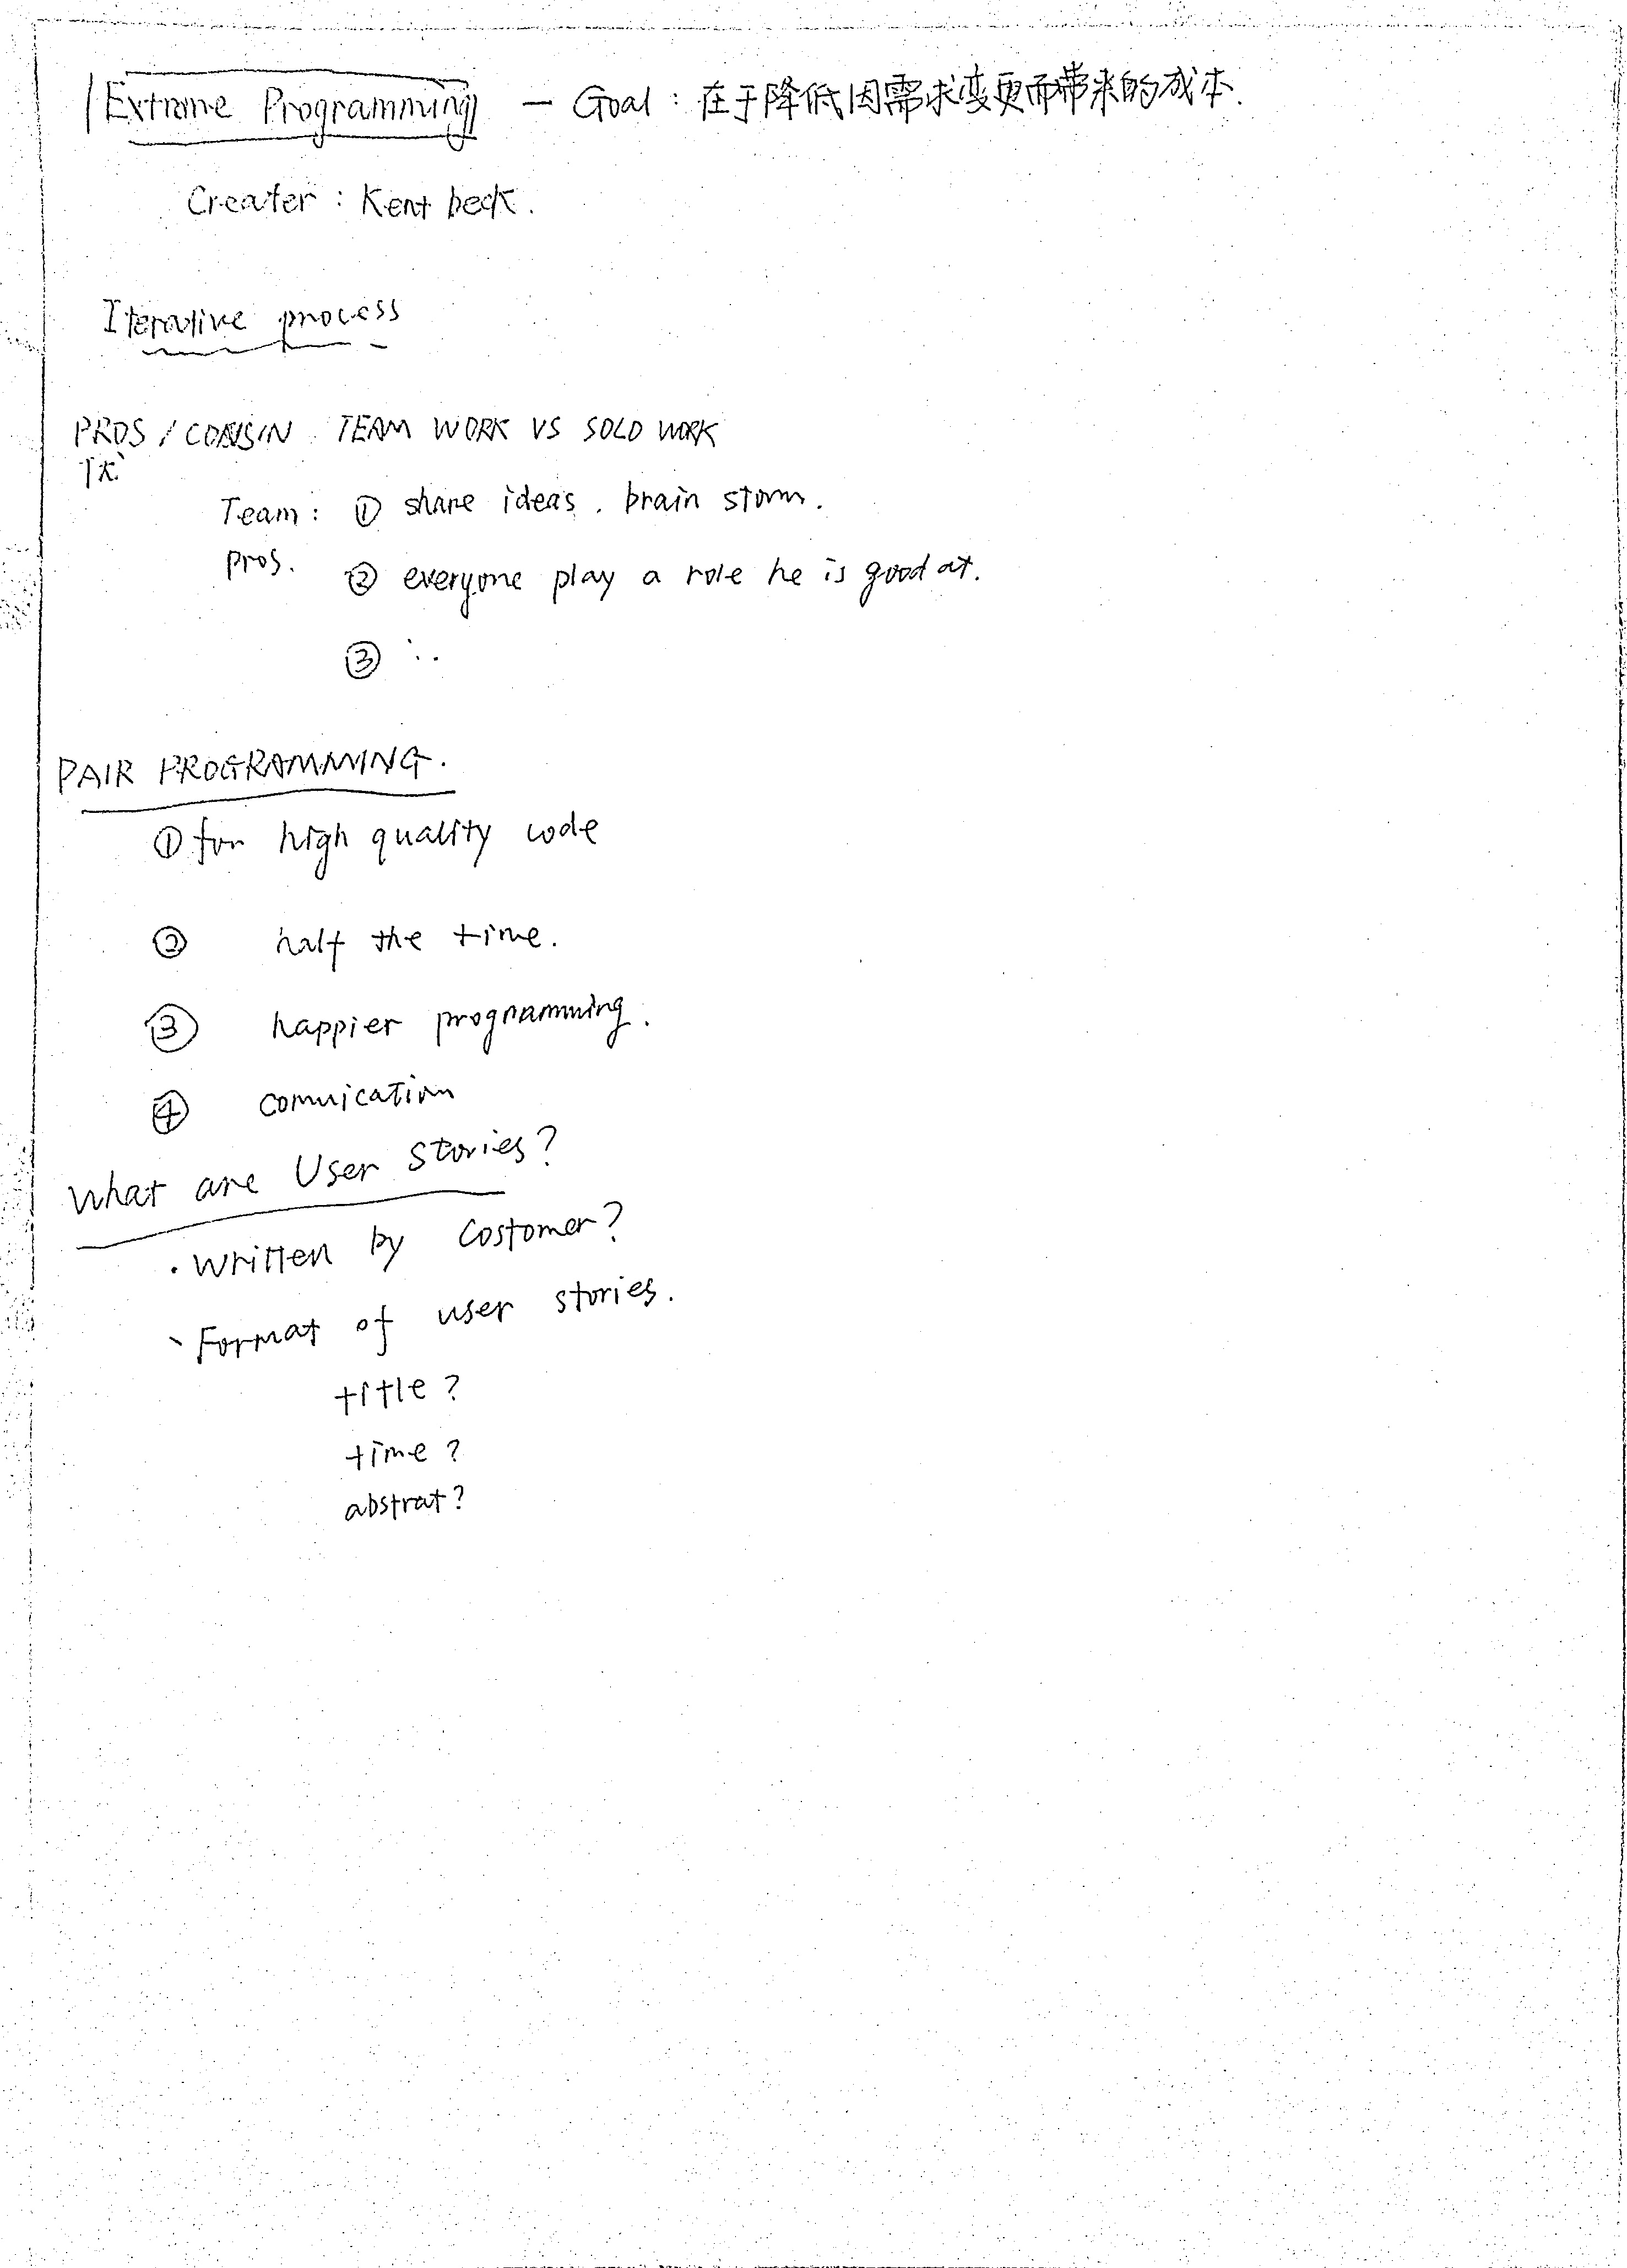 Extreme Programming — Goal : 在于降低因需求变更而带来的成本.
Creater : Kent beck.
Iterative process
PROS / CONS IN TEAM WORK VS SOLO WORK
Team : ① share ideas . brain storm.
pros. ② everyone play a role he is good at.
③ ∵.
PAIR PROGRAMMING.
① for high quality code
② half the time.
③ happier programming.
④ comnication
What are User Stories?
· Written by Costomer?
· Format of user stories.
title?
time?
abstrat?